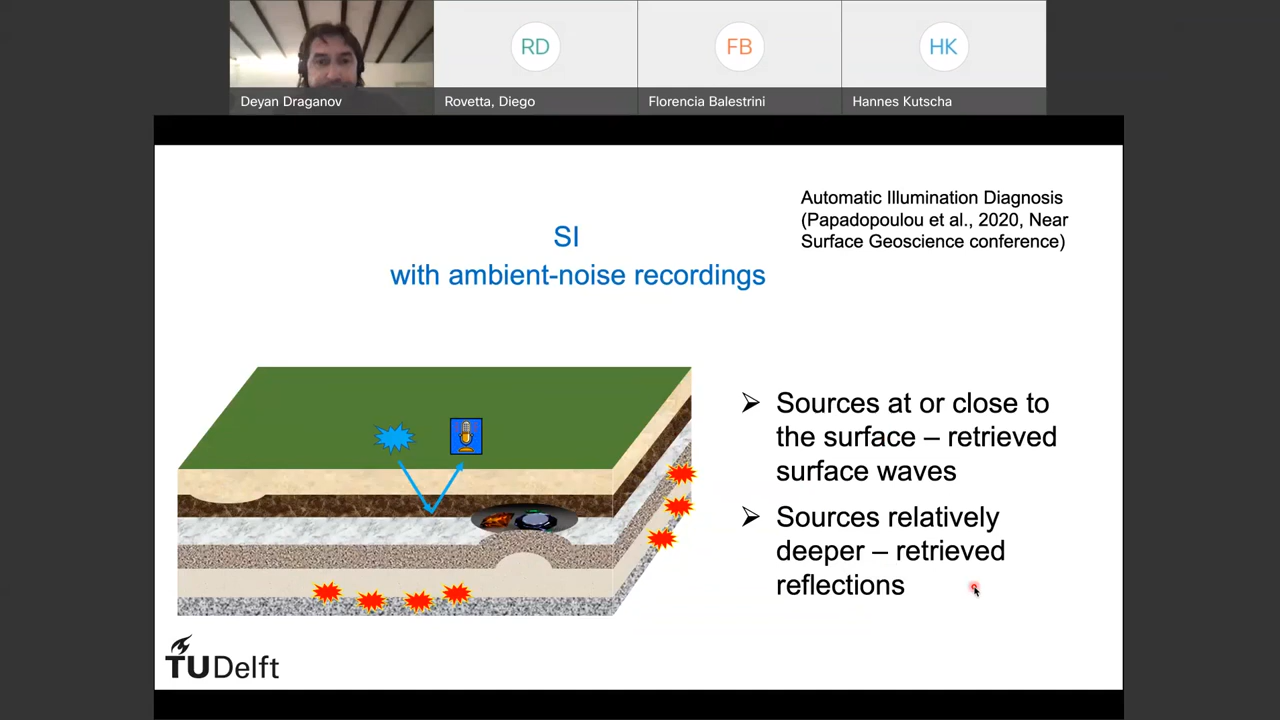 RD
FB
HK
Deyan Draganov
Rovetta, Diego
Florencia Balestrini
Hannes Kutscha
Automatic Illumination Diagnosis
(Papadopoulou et al., 2020, Near
Surface Geoscience conference)
SI
with ambient-noise recordings
➢ Sources at or close to
the surface – retrieved
surface waves
➢ Sources relatively
deeper – retrieved
reflections
TUDelft